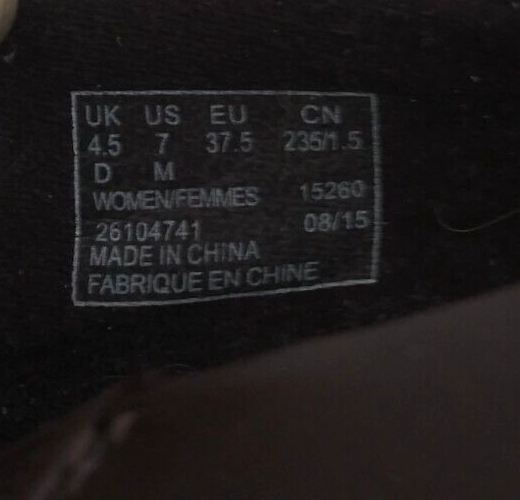 UK US EU CN
4.5 7 37.5 235/1.5
D M
WOMEN/FEMMES 15260
26104741 08/15
MADE IN CHINA
FABRIQUE EN CHINE